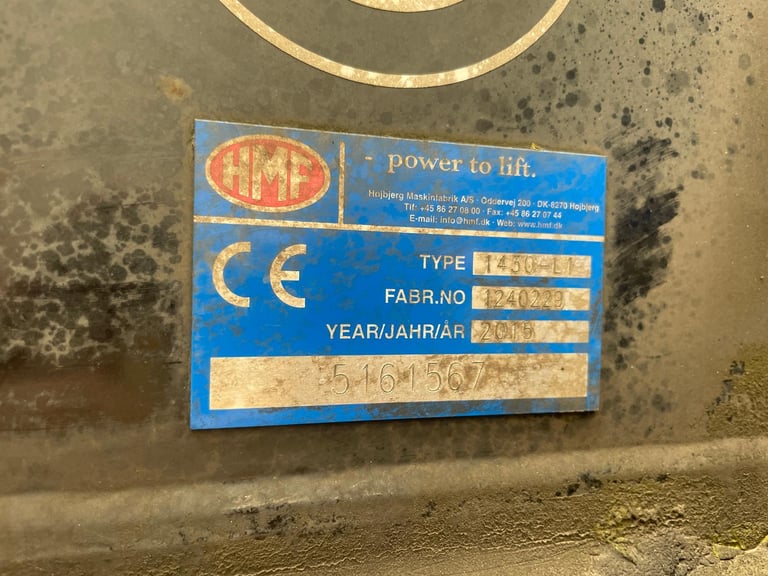 HMF
- power to lift.
Højbjerg Maskinfabrik A/S · Oddervej 200 · DK-8270 Højbjerg
Tlf: +45 86 27 08 00 · Fax: +45 86 27 07 44
E-mail: info@hmf.dk · Web: www.hmf.dk
CE
TYPE 1430-L1
FABR.NO 1240229
YEAR/JAHR/ÅR 2015
5161567